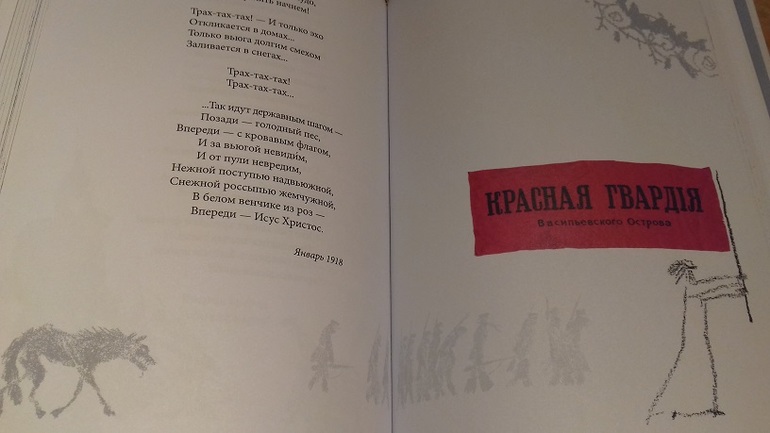 начнем!
Трах-тах-тах! — И только эхо
Откликается в домах...
Только вьюга долгим смехом
Заливается в снегах...
Трах-тах-тах!
Трах-тах-тах...
...Так идут державным шагом —
Позади — голодный пес,
Впереди — с кровавым флагом,
И за вьюгой невиди́м,
И от пули невредим,
Нежной поступью надвьюжной,
Снежной россыпью жемчужной,
В белом венчике из роз —
Впереди — Исус Христос.
Январь 1918
КРАСНАЯ ГВАРДІЯ
Васильевского Острова